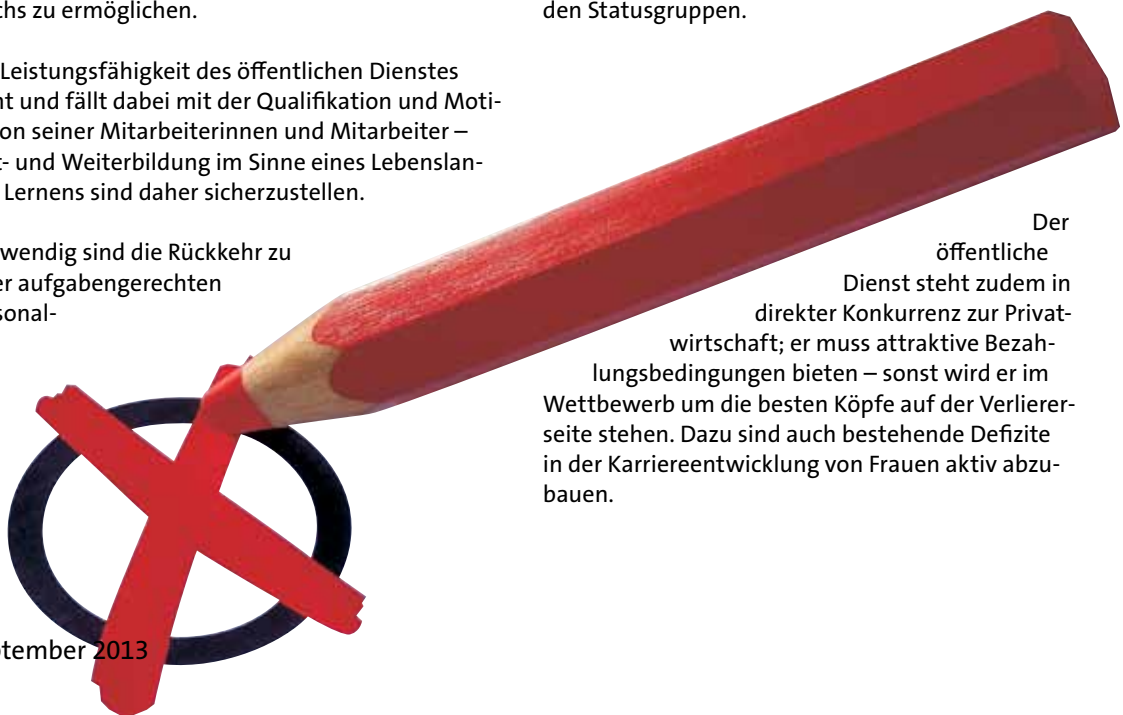 ths zu ermöglichen.
Leistungsfähigkeit des öffentlichen Dienstes
nt und fällt dabei mit der Qualifikation und Moti-
on seiner Mitarbeiterinnen und Mitarbeiter –
- und Weiterbildung im Sinne eines Lebenslan-
Lernens sind daher sicherzustellen.
wendig sind die Rückkehr zu
er aufgabengerechten
sonal-
tember 2013
den Statusgruppen.
Der
öffentliche
Dienst steht zudem in
direkter Konkurrenz zur Privat-
wirtschaft; er muss attraktive Bezah-
lungsbedingungen bieten – sonst wird er im
Wettbewerb um die besten Köpfe auf der Verlierer-
seite stehen. Dazu sind auch bestehende Defizite
in der Karriereentwicklung von Frauen aktiv abzu-
bauen.